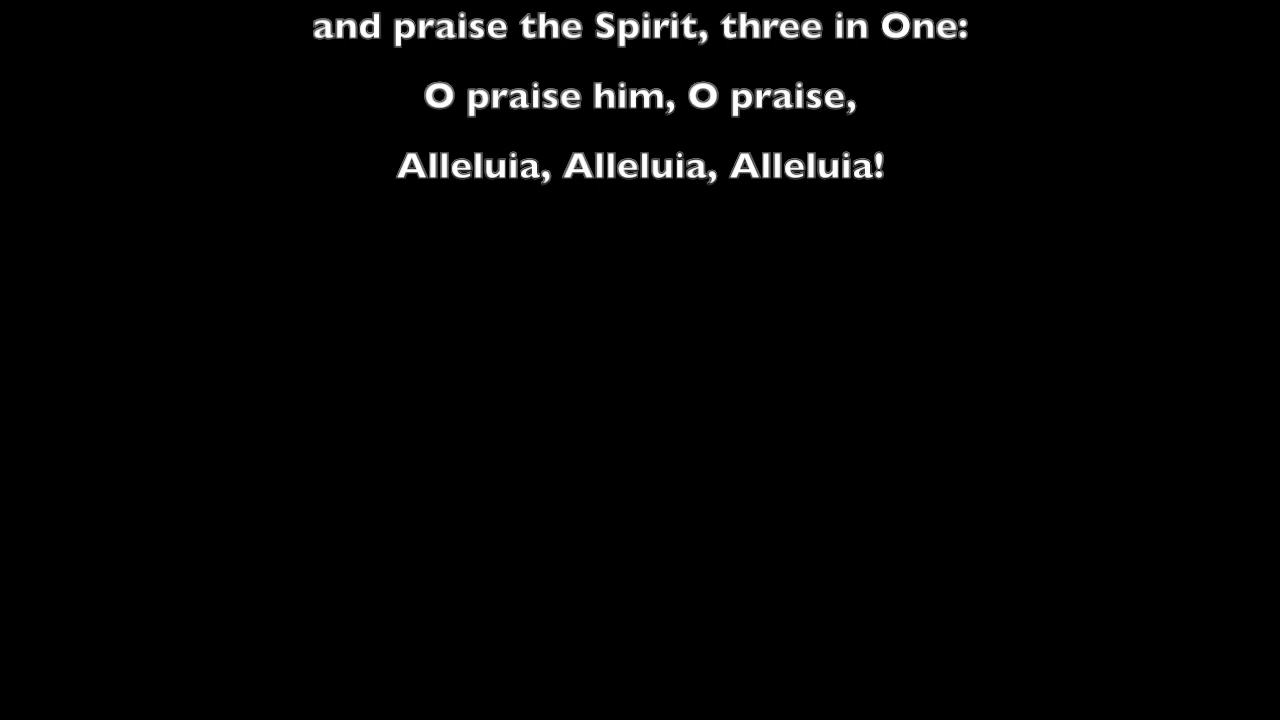 and praise the Spirit, three in One:
O praise him, O praise,
Alleluia, Alleluia, Alleluia!